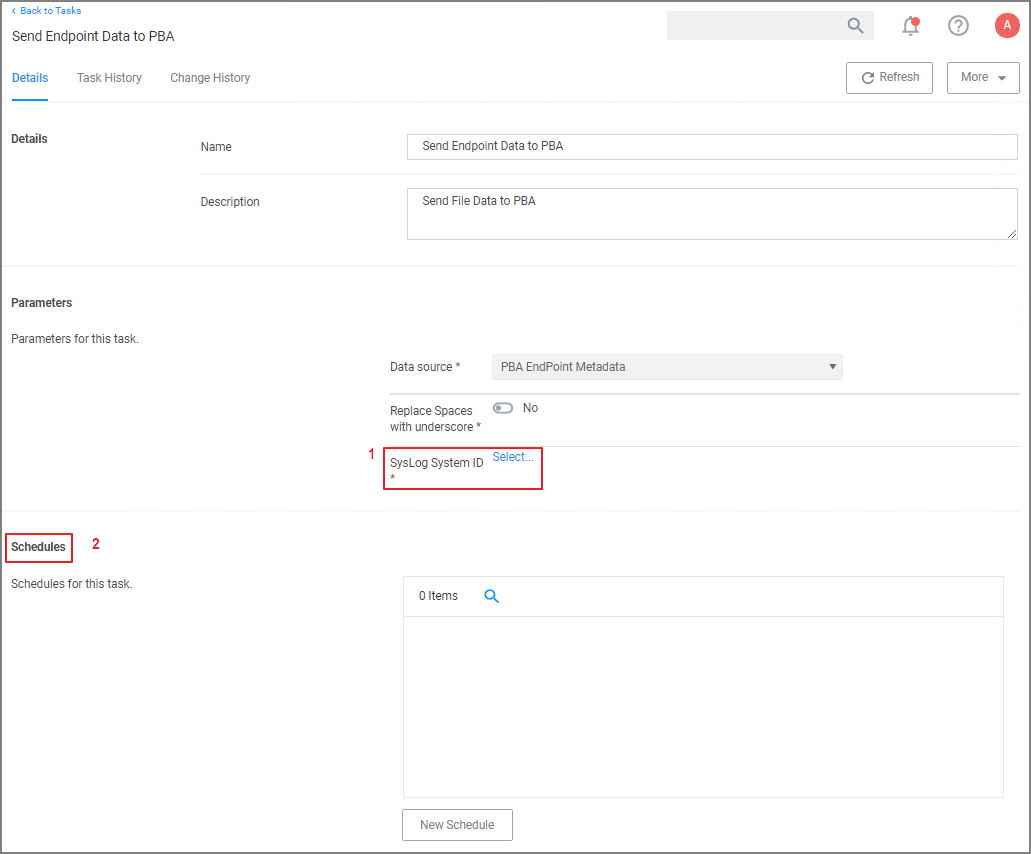 ‹ Back to Tasks
Send Endpoint Data to PBA
A
Details Task History Change History
Refresh More
Details
Name Send Endpoint Data to PBA
Description Send File Data to PBA
Parameters
Parameters for this task.
Data source * PBA EndPoint Metadata
Replace Spaces
with underscore *
No
1
SysLog System ID
*
Select...
Schedules 2
Schedules for this task.
0 Items
New Schedule